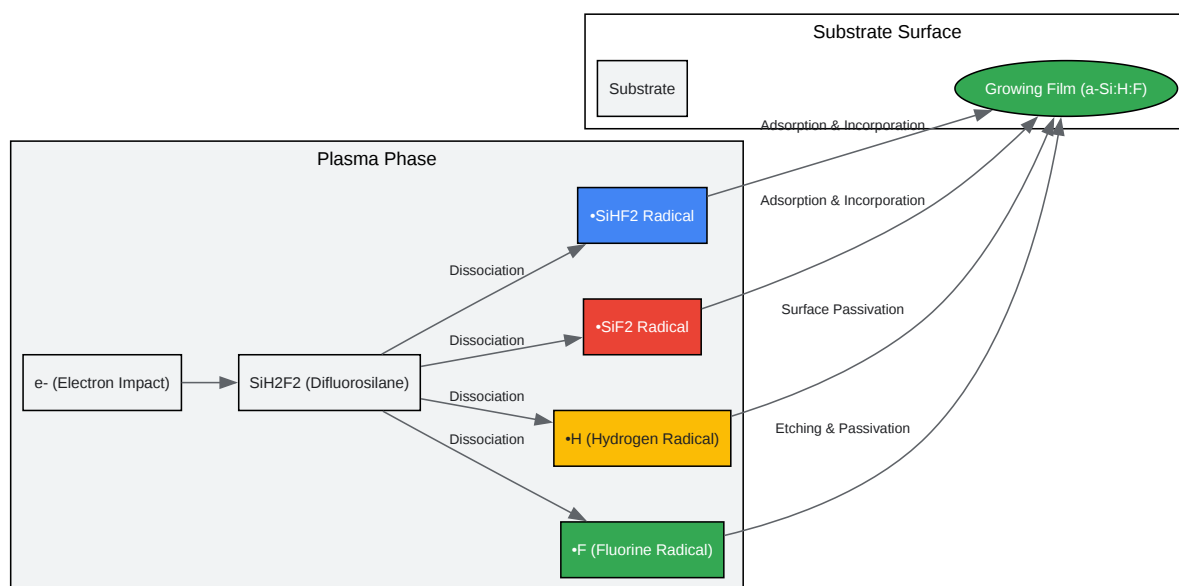 Substrate Surface
Substrate
Growing Film (a-Si:H:F)
Adsorption & Incorporation
Plasma Phase
•SiHF2 Radical
Adsorption & Incorporation
Dissociation
Surface Passivation
•SiF2 Radical
Dissociation
e- (Electron Impact)
SiH2F2 (Difluorosilane)
Dissociation
Etching & Passivation
•H (Hydrogen Radical)
Dissociation
•F (Fluorine Radical)